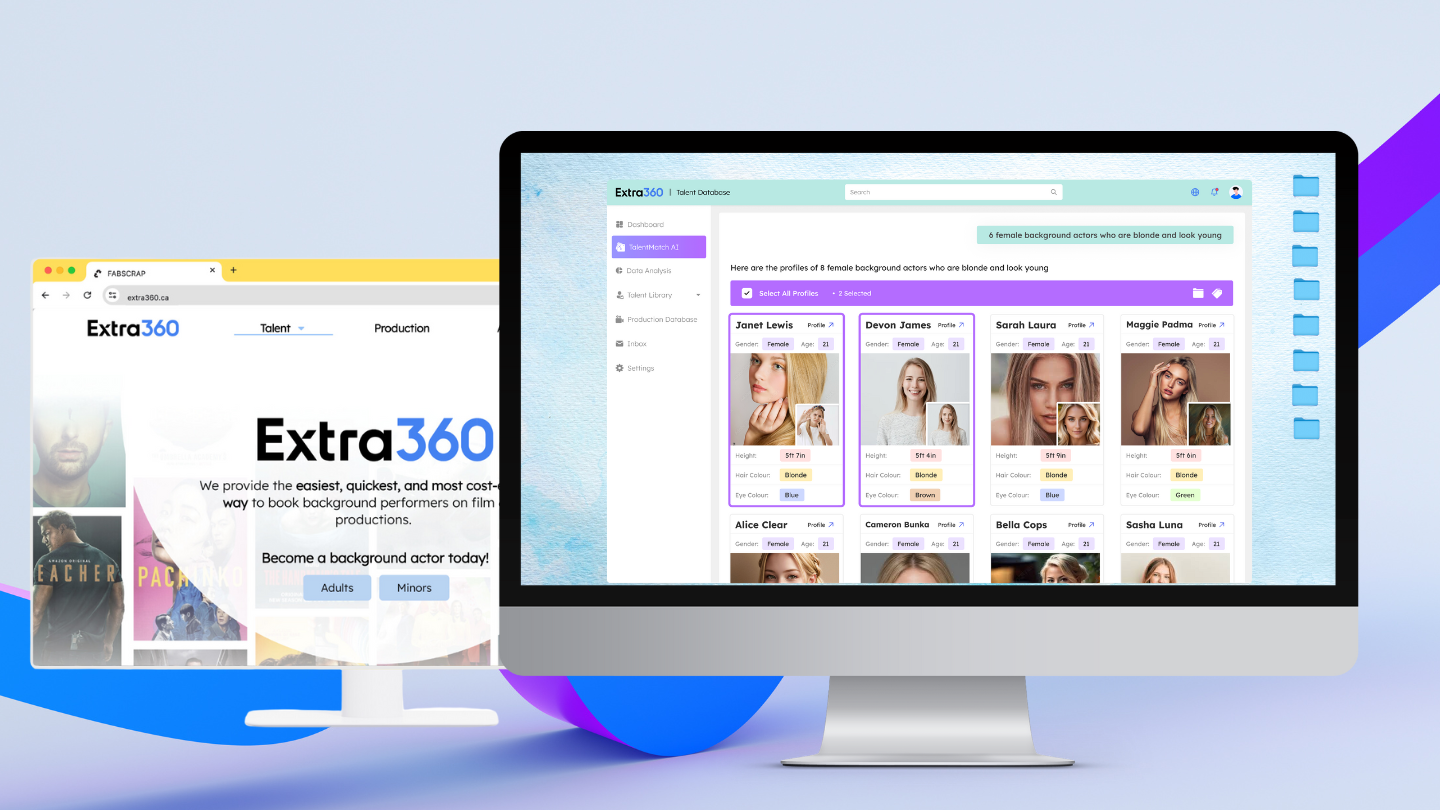 FABSCRAP
extra360.ca
Extra360
Talent
Production
Extra360
We provide the easiest, quickest, and most cost-e
way to book background performers on film
productions.
Become a background actor today!
Adults
Minors
EACHER
PACHINKO
Extra360 | Talent Database
Search
Dashboard
TalentMatch AI
Data Analysis
Talent Library
Production Database
Inbox
Settings
6 female background actors who are blonde and look young
Here are the profiles of 8 female background actors who are blonde and look young
Select All Profiles • 2 Selected
Janet Lewis Profile
Gender: Female Age: 21
Height: 5ft 7in
Hair Colour: Blonde
Eye Colour: Blue
Devon James Profile
Gender: Female Age: 21
Height: 5ft 4in
Hair Colour: Blonde
Eye Colour: Brown
Sarah Laura Profile
Gender: Female Age: 21
Height: 5ft 9in
Hair Colour: Blonde
Eye Colour: Blue
Maggie Padma Profile
Gender: Female Age: 21
Height: 5ft 6in
Hair Colour: Blonde
Eye Colour: Green
Alice Clear Profile
Gender: Female Age: 21
Cameron Bunka Profile
Gender: Female Age: 21
Bella Cops Profile
Gender: Female Age: 21
Sasha Luna Profile
Gender: Female Age: 21